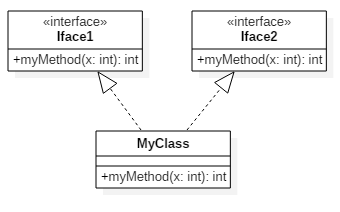 «interface»
Iface1
+myMethod(x: int): int
«interface»
Iface2
+myMethod(x: int): int
MyClass
+myMethod(x: int): int